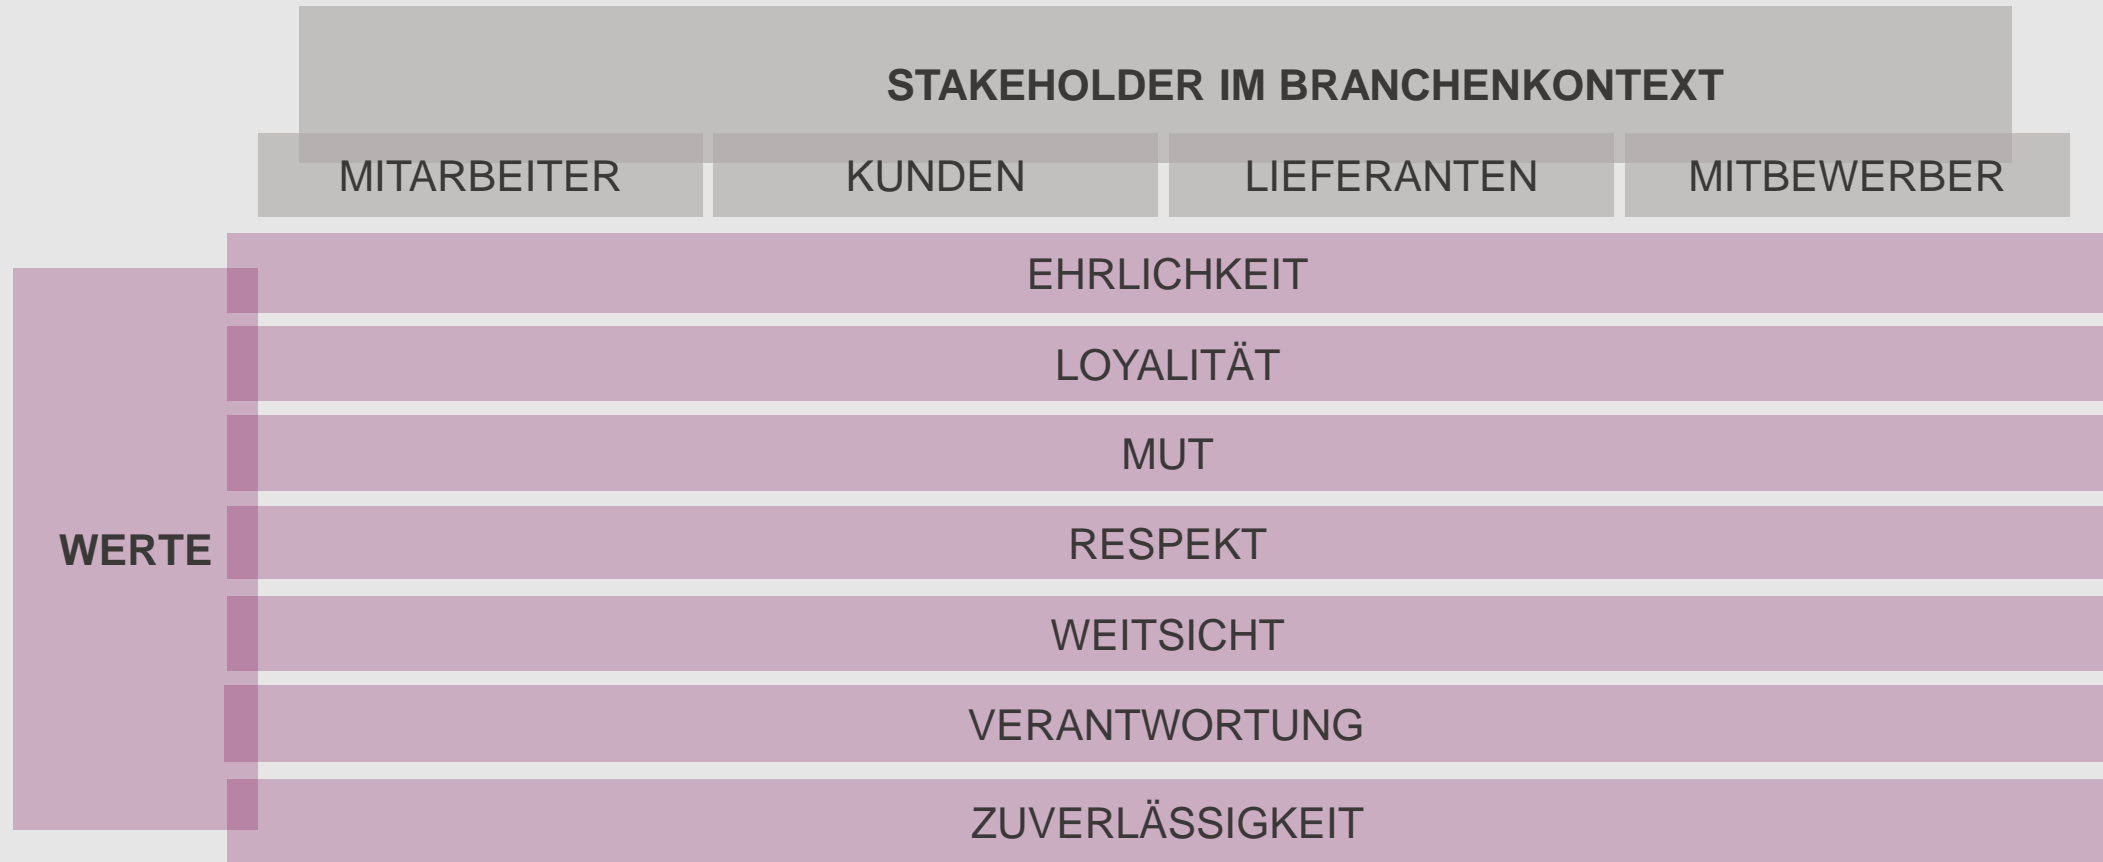 STAKEHOLDER IM BRANCHENKONTEXT
MITARBEITER KUNDEN LIEFERANTEN MITBEWERBER
EHRLICHKEIT
LOYALITÄT
MUT
WERTE RESPEKT
WEITSICHT
VERANTWORTUNG
ZUVERLÄSSIGKEIT